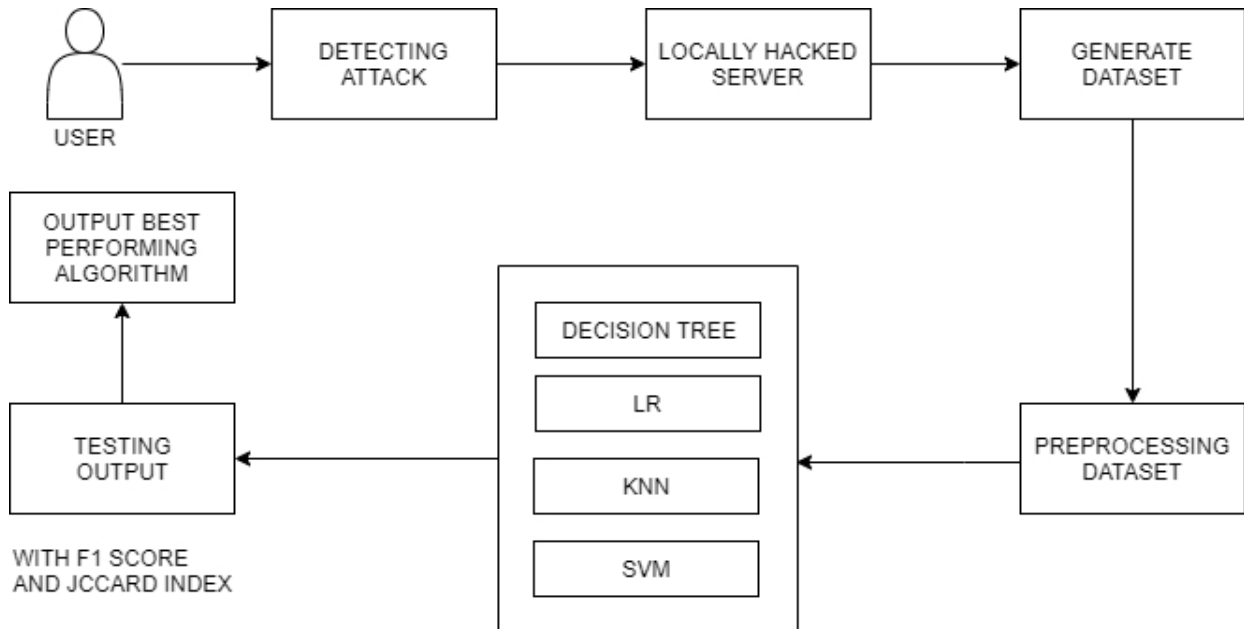 DETECTING
ATTACK
LOCALLY HACKED
SERVER
GENERATE
DATASET
USER
OUTPUT BEST
PERFORMING
ALGORITHM
DECISION TREE
LR
KNN
SVM
TESTING
OUTPUT
PREPROCESSING
DATASET
WITH F1 SCORE
AND JCCARD INDEX